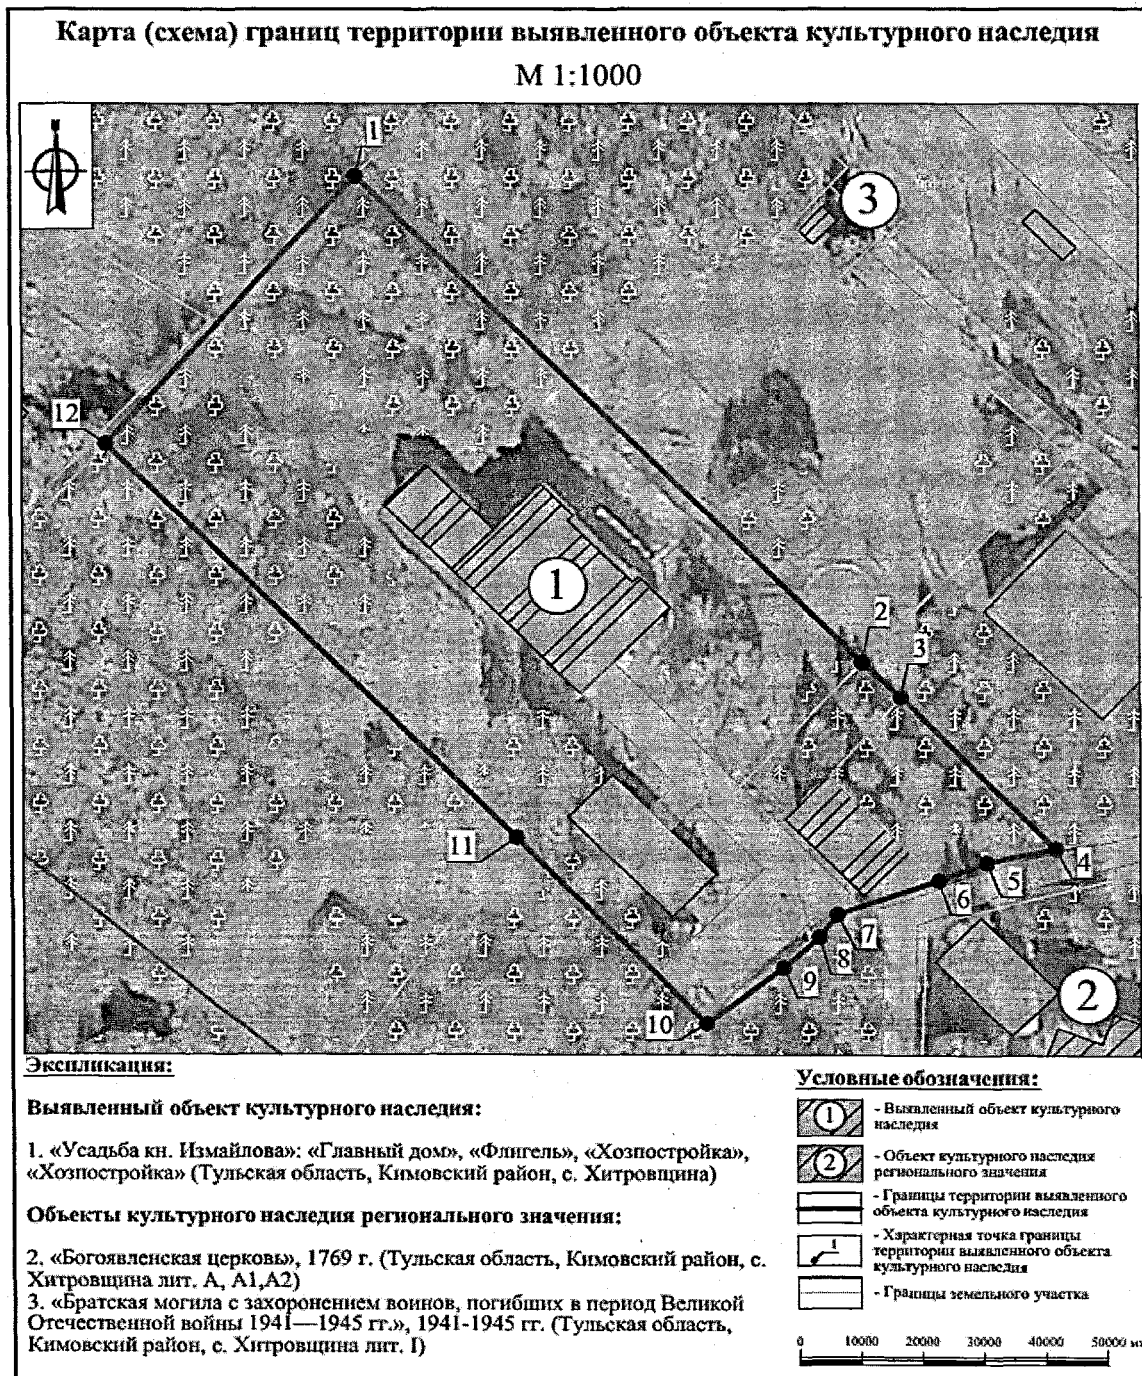 Карта (схема) границ территории выявленного объекта культурного наследия
М 1:1000
1
3
12
1
2
3
11
4
5
6
7
8
9
10
2
Экспликация:
Выявленный объект культурного наследия:
1. «Усадьба кн. Измайлова»: «Главный дом», «Флигель», «Хозпостройка»,
«Хозпостройка» (Тульская область, Кимовский район, с. Хитровщина)
Объекты культурного наследия регионального значения:
2. «Богоявленская церковь», 1769 г. (Тульская область, Кимовский район, с.
Хитровщина лит. А, А1,А2)
3. «Братская могила с захоронением воинов, погибших в период Великой
Отечественной войны 1941—1945 гг.», 1941-1945 гг. (Тульская область,
Кимовский район, с. Хитровщина лит. I)
Условные обозначения:
1
- Выявленный объект культурного
наследия
2
- Объект культурного наследия
регионального значения
- Границы территории выявленного
объекта культурного наследия
1
- Характерная точка границы
территории выявленного объекта
культурного наследия
- Границы земельного участка
0 10000 20000 30000 40000 50000 мм